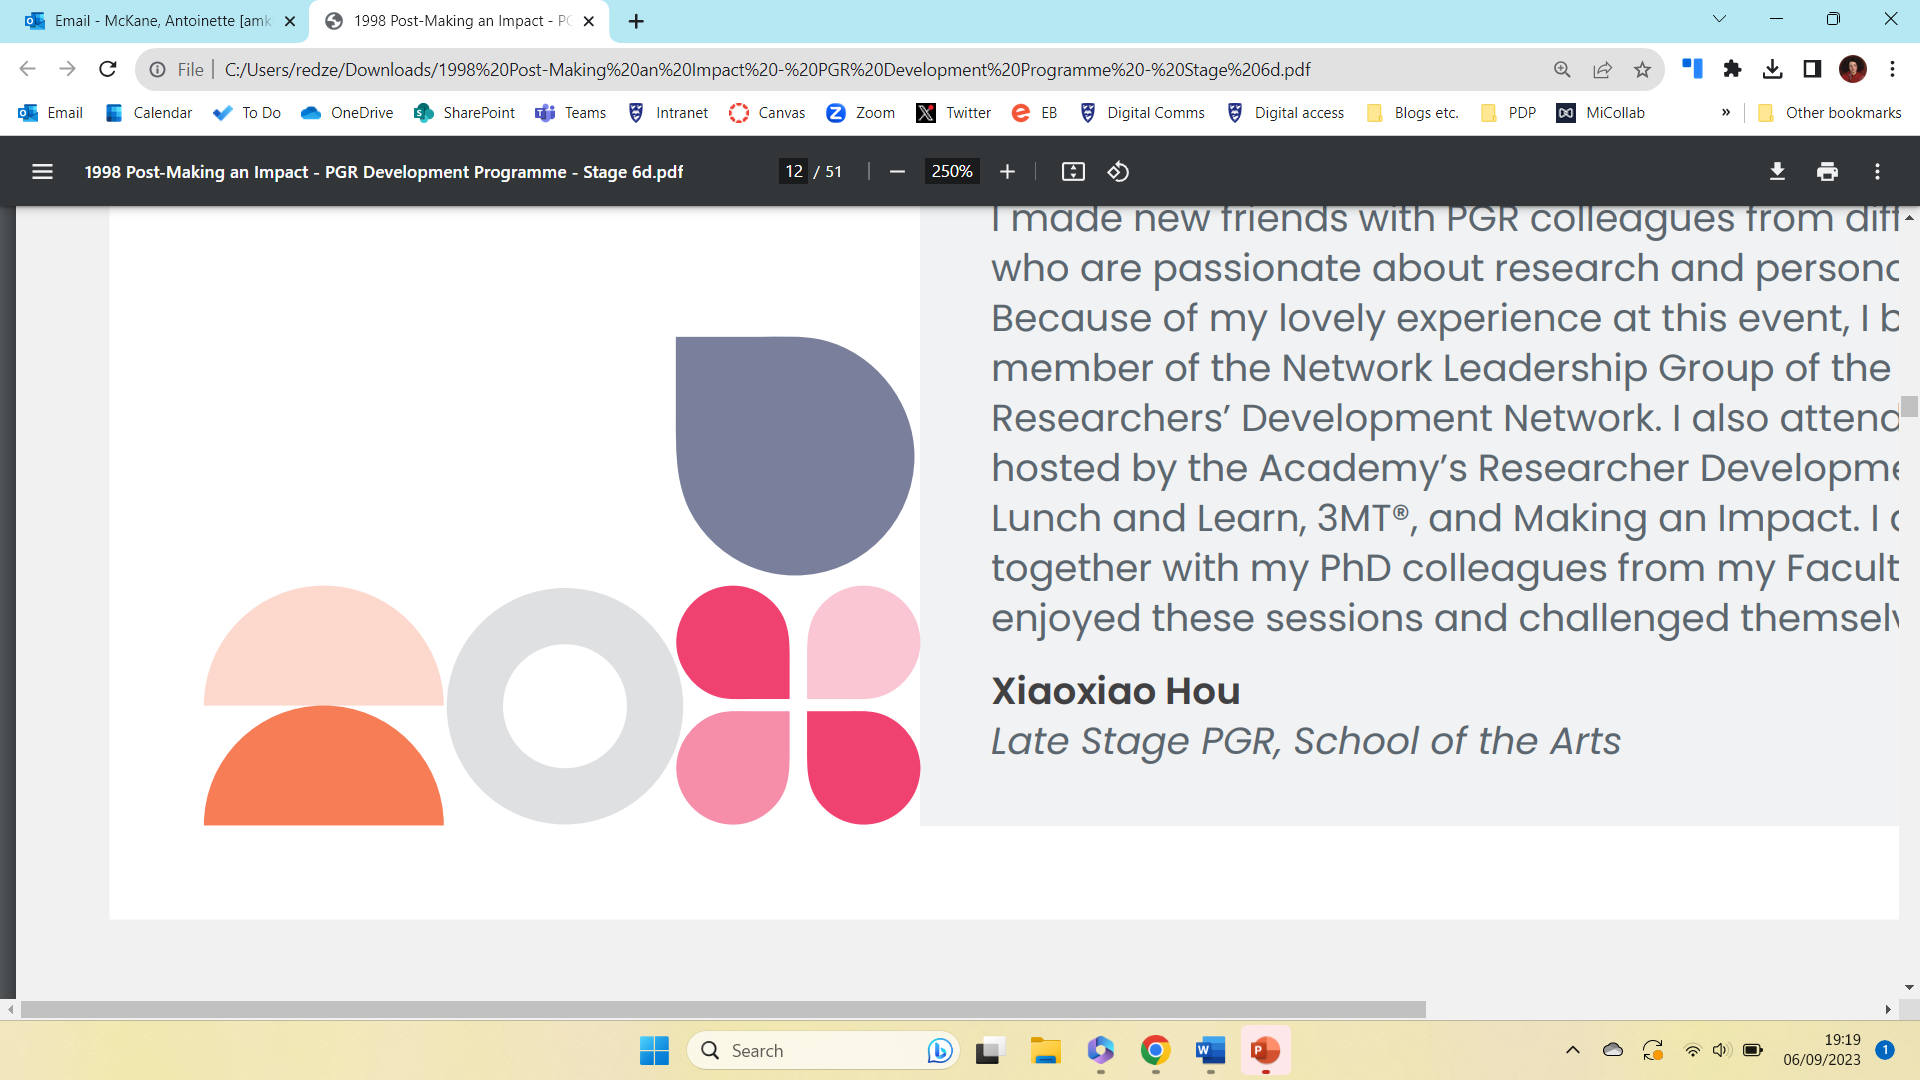 Email - McKane, Antoinette [amk
1998 Post-Making an Impact - PG
File
C:/Users/redze/Downloads/1998%20Post-Making%20an%20Impact%20-%20PGR%20Development%20Programme%20-%20Stage%206d.pdf
Email Calendar To Do OneDrive SharePoint Teams Intranet Canvas Zoom Twitter EB Digital Comms Digital access Blogs etc. PDP MiCollab » Other bookmarks
1998 Post-Making an Impact - PGR Development Programme - Stage 6d.pdf 12 / 51 250%
I made new friends with PGR colleagues from diff
who are passionate about research and persona
Because of my lovely experience at this event, I b
member of the Network Leadership Group of the
Researchers’ Development Network. I also attend
hosted by the Academy’s Researcher Developme
Lunch and Learn, 3MT®, and Making an Impact. I
together with my PhD colleagues from my Facult
enjoyed these sessions and challenged themselv
Xiaoxiao Hou
Late Stage PGR, School of the Arts
Search
19:19
06/09/2023
1